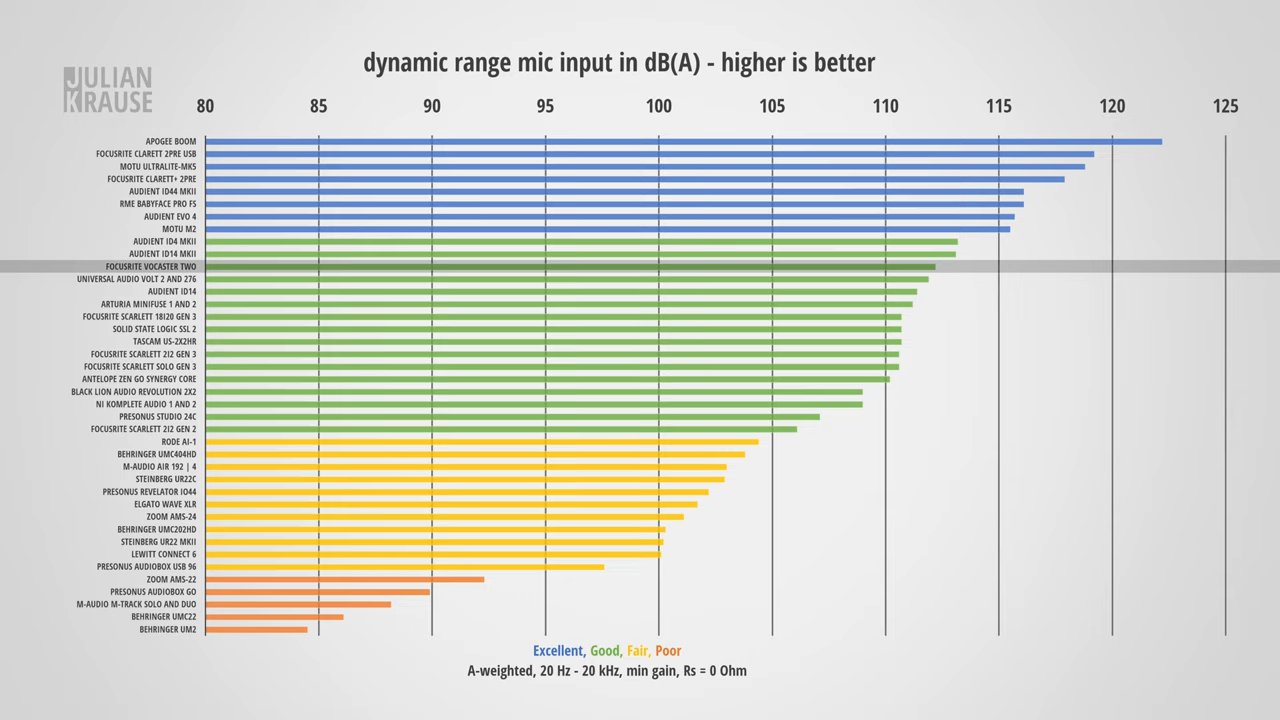 dynamic range mic input in dB(A) - higher is better
JULIAN
KRAUSE
80 85 90 95 100 105 110 115 120 125
APOGEE BOOM
FOCUSRITE CLARETT 2PRE USB
MOTU ULTRALITE-MK5
FOCUSRITE CLARETT+ 2PRE
AUDIENT ID44 MKII
RME BABYFACE PRO FS
AUDIENT EVO 4
MOTU M2
AUDIENT ID4 MKII
AUDIENT ID14 MKII
FOCUSRITE VOCASTER TWO
UNIVERSAL AUDIO VOLT 2 AND 276
AUDIENT ID14
ARTURIA MINIFUSE 1 AND 2
FOCUSRITE SCARLETT 18I20 GEN 3
SOLID STATE LOGIC SSL 2
TASCAM US-2X2HR
FOCUSRITE SCARLETT 2I2 GEN 3
FOCUSRITE SCARLETT SOLO GEN 3
ANTELOPE ZEN GO SYNERGY CORE
BLACK LION AUDIO REVOLUTION 2X2
NI KOMPLETE AUDIO 1 AND 2
PRESONUS STUDIO 24C
FOCUSRITE SCARLETT 2I2 GEN 2
RODE AI-1
BEHRINGER UMC404HD
M-AUDIO AIR 192 | 4
STEINBERG UR22C
PRESONUS REVELATOR IO44
ELGATO WAVE XLR
ZOOM AMS-24
BEHRINGER UMC202HD
STEINBERG UR22 MKII
LEWITT CONNECT 6
PRESONUS AUDIOBOX USB 96
ZOOM AMS-22
PRESONUS AUDIOBOX GO
M-AUDIO M-TRACK SOLO AND DUO
BEHRINGER UMC22
BEHRINGER UM2
Excellent, Good, Fair, Poor
A-weighted, 20 Hz - 20 kHz, min gain, Rs = 0 Ohm